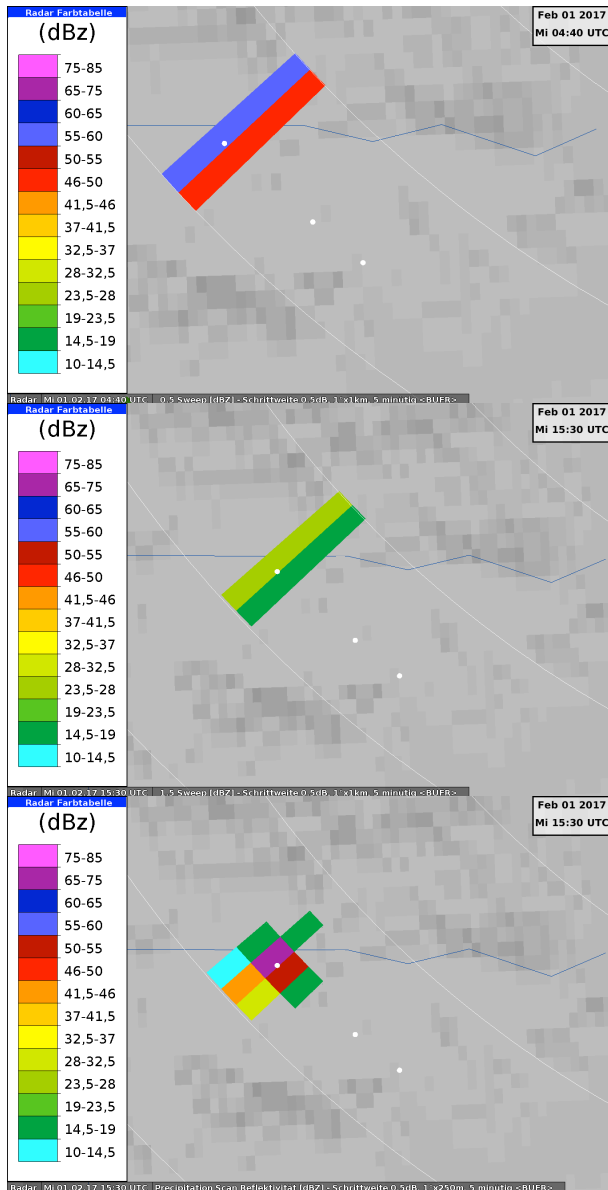 Radar Farbtabelle
(dBz)
75-85
65-75
60-65
55-60
50-55
46-50
41,5-46
37-41,5
32,5-37
28-32,5
23,5-28
19-23,5
14,5-19
10-14,5
Feb 01 2017
Mi 04:40 UTC
Radar Mi 01.02.17 04:40 UTC 0.5 Sweep [dBZ] - Schrittweite 0.5dB, 1°x1km, 5 minutig <BUFR>
Radar Farbtabelle
(dBz)
75-85
65-75
60-65
55-60
50-55
46-50
41,5-46
37-41,5
32,5-37
28-32,5
23,5-28
19-23,5
14,5-19
10-14,5
Feb 01 2017
Mi 15:30 UTC
Radar Mi 01.02.17 15:30 UTC 1.5 Sweep [dBZ] - Schrittweite 0.5dB, 1°x1km, 5 minutig <BUFR>
Radar Farbtabelle
(dBz)
75-85
65-75
60-65
55-60
50-55
46-50
41,5-46
37-41,5
32,5-37
28-32,5
23,5-28
19-23,5
14,5-19
10-14,5
Feb 01 2017
Mi 15:30 UTC
Radar Mi 01.02.17 15:30 UTC Precipitation Scan Reflektivität [dBZ] - Schrittweite 0.5dB, 1°x250m, 5 minutig <BUFR>